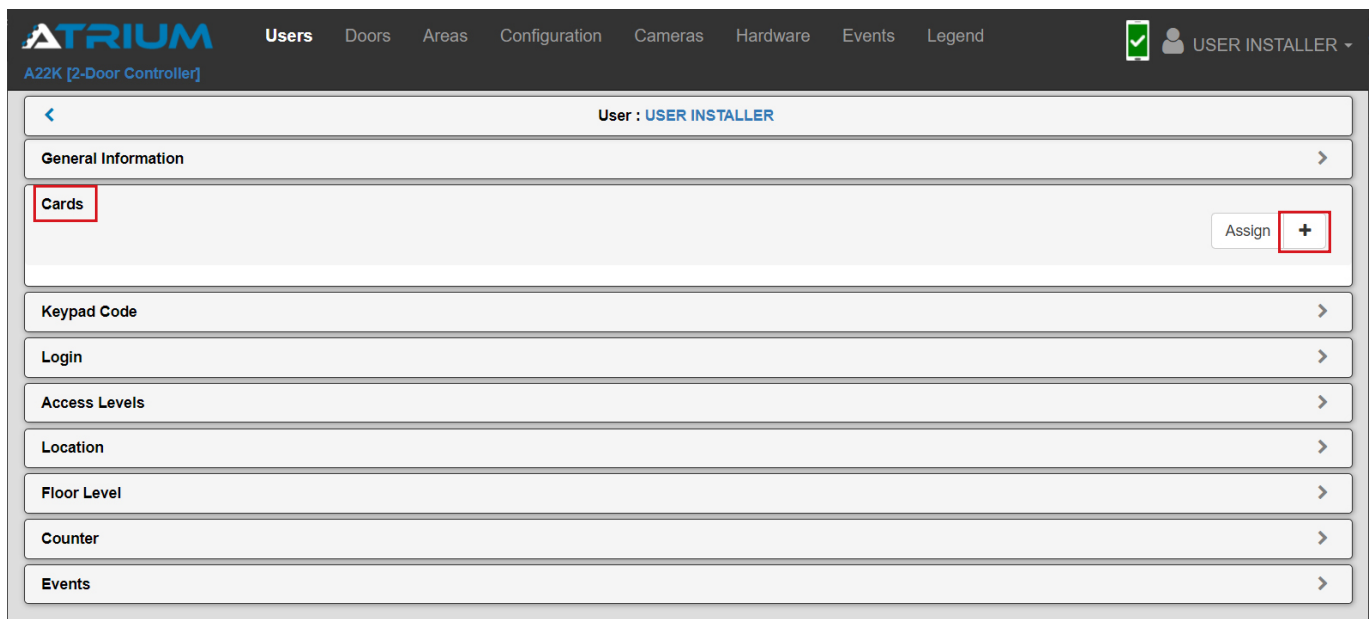 ATRIUM Users Doors Areas Configuration Cameras Hardware Events Legend USER INSTALLER
A22K [2-Door Controller]
User : USER INSTALLER
General Information
Cards
Assign +
Keypad Code
Login
Access Levels
Location
Floor Level
Counter
Events